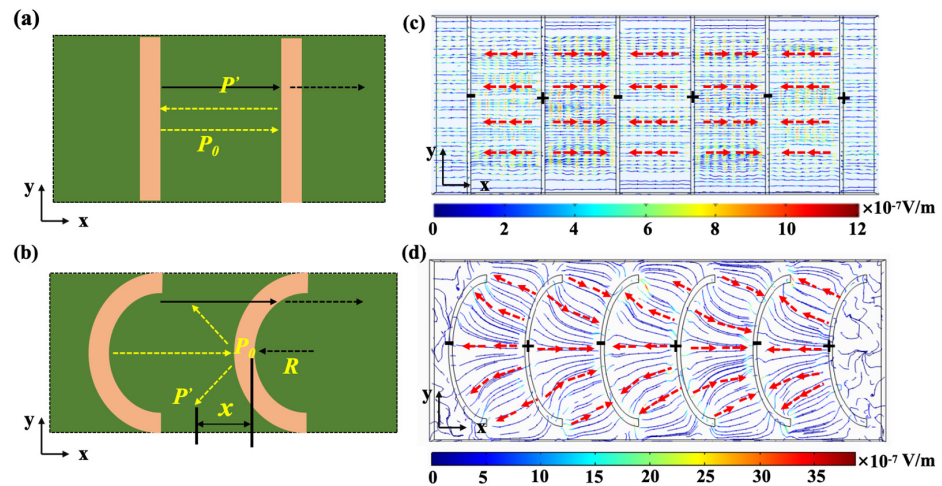 (a)
P'
P0
y
x
(c)
- + - + - +
y
x
×10-7V/m
0 2 4 6 8 10 12
(b)
P0
R
P'
x
y
x
(d)
- + - + - +
y
x
×10-7 V/m
0 5 10 15 20 25 30 35